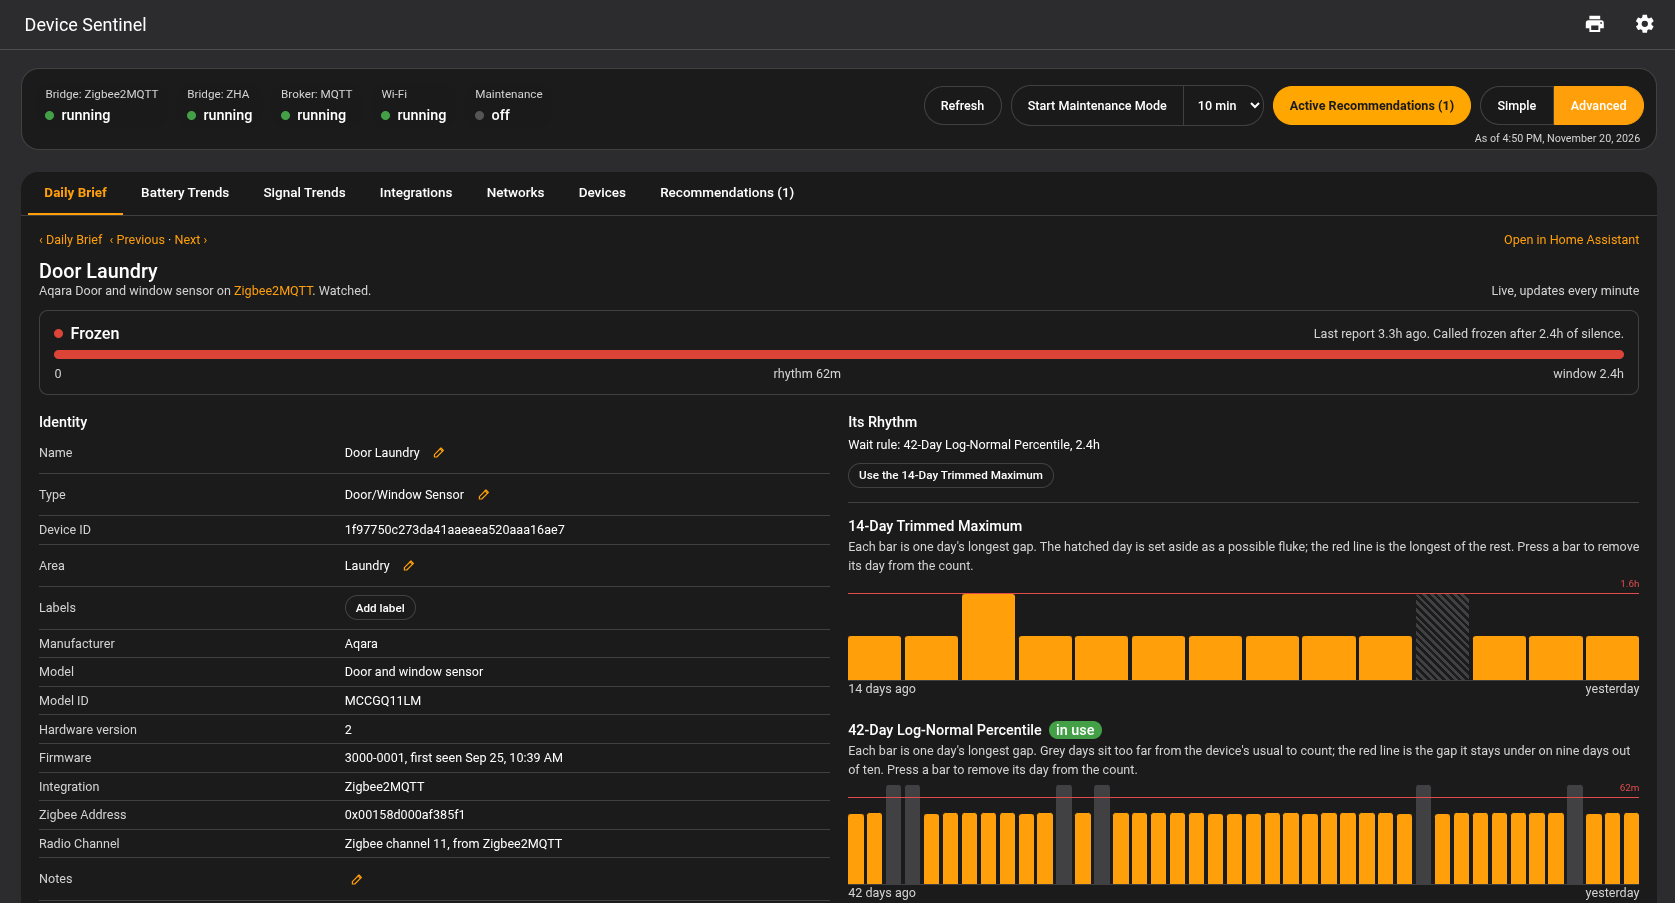 Device Sentinel
Bridge: Zigbee2MQTT
running
Bridge: ZHA
running
Broker: MQTT
running
Wi-Fi
running
Maintenance
off
Refresh
Start Maintenance Mode
10 min
Active Recommendations (1)
Simple
Advanced
As of 4:50 PM, November 20, 2026
Daily Brief
Battery Trends
Signal Trends
Integrations
Networks
Devices
Recommendations (1)
‹ Daily Brief ‹ Previous · Next ›
Open in Home Assistant
Door Laundry
Aqara Door and window sensor on Zigbee2MQTT. Watched.
Live, updates every minute
Frozen
Last report 3.3h ago. Called frozen after 2.4h of silence.
0
rhythm 62m
window 2.4h
Identity
Name
Door Laundry
Type
Door/Window Sensor
Device ID
1f97750c273da41aaeaea520aaa16ae7
Area
Laundry
Labels
Add label
Manufacturer
Aqara
Model
Door and window sensor
Model ID
MCCGQ11LM
Hardware version
2
Firmware
3000-0001, first seen Sep 25, 10:39 AM
Integration
Zigbee2MQTT
Zigbee Address
0x00158d000af385f1
Radio Channel
Zigbee channel 11, from Zigbee2MQTT
Notes
Its Rhythm
Wait rule: 42-Day Log-Normal Percentile, 2.4h
Use the 14-Day Trimmed Maximum
14-Day Trimmed Maximum
Each bar is one day's longest gap. The hatched day is set aside as a possible fluke; the red line is the longest of the rest. Press a bar to remove
its day from the count.
1.6h
14 days ago
yesterday
42-Day Log-Normal Percentile
in use
Each bar is one day's longest gap. Grey days sit too far from the device's usual to count; the red line is the gap it stays under on nine days out
of ten. Press a bar to remove its day from the count.
62m
42 days ago
yesterday